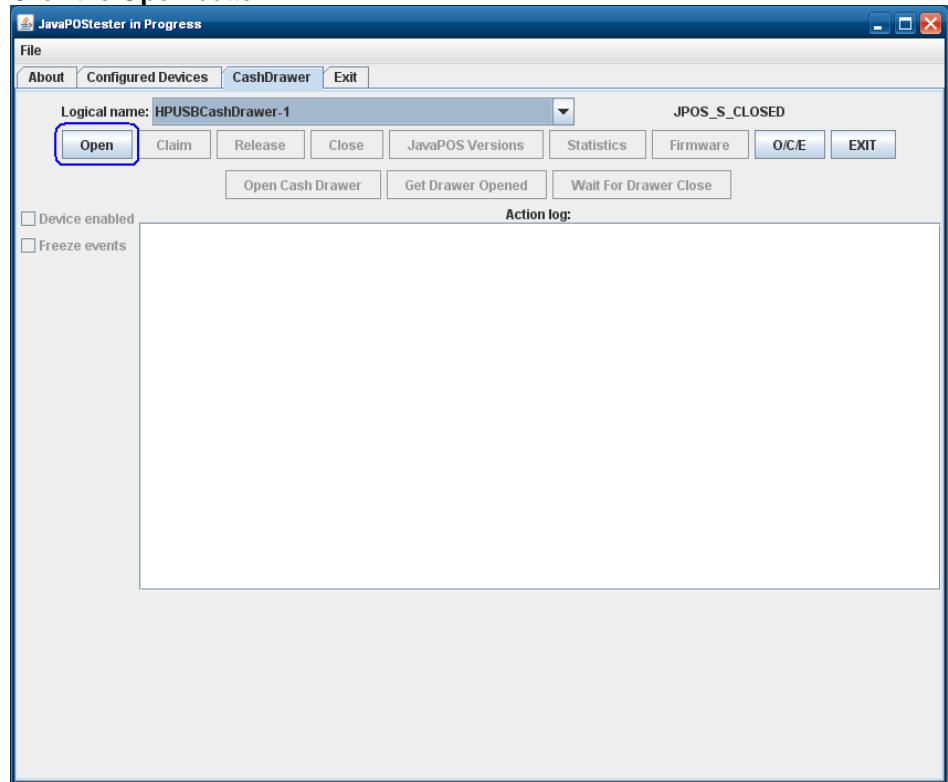 JavaPOStester in Progress
File
About Configured Devices CashDrawer Exit
Logical name: HPUSBCashDrawer-1 JPOS_S_CLOSED
Open Claim Release Close JavaPOS Versions Statistics Firmware O/C/E EXIT
Open Cash Drawer Get Drawer Opened Wait For Drawer Close
Device enabled Action log:
Freeze events